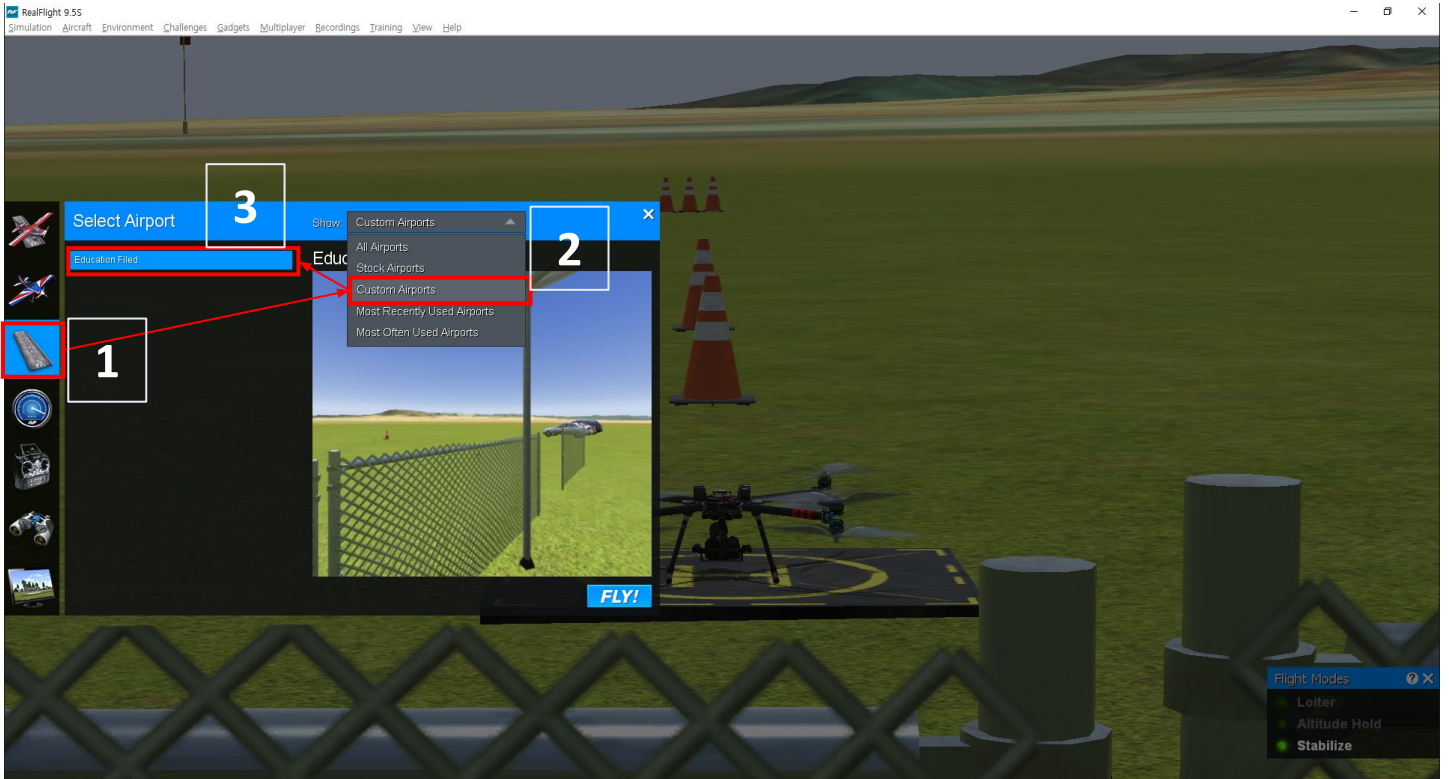 RealFlight 9.5S
Simulation Aircraft Environment Challenges Gadgets Multiplayer Recordings Training View Help
3
Select Airport
Show: Custom Airports
2
All Airports
Education Filed
Educ
Stock Airports
Custom Airports
Most Recently Used Airports
Most Often Used Airports
1
FLY!
Flight Modes
Loiter
Altitude Hold
Stabilize